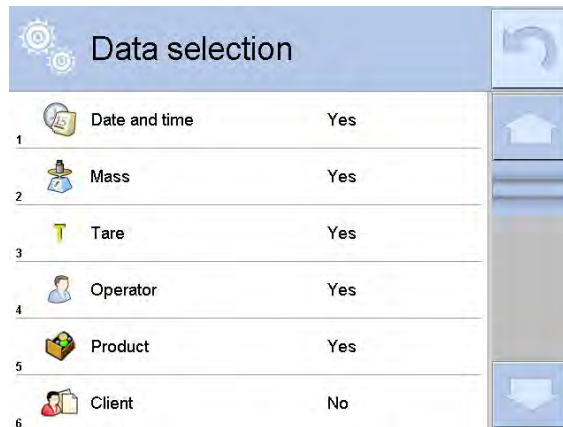 Data selection
1 Date and time Yes
2 Mass Yes
3 Tare Yes
4 Operator Yes
5 Product Yes
6 Client No